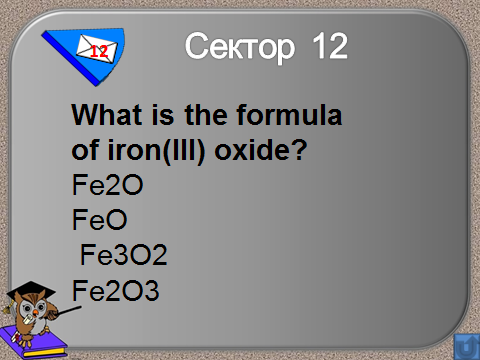 12
Сектор 12
What is the formula
of iron(III) oxide?
Fe2O
FeO
Fe3O2
Fe2O3